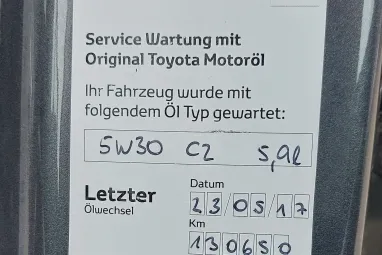 Service Wartung mit
Original Toyota Motoröl
Ihr Fahrzeug wurde mit
folgendem Öl Typ gewartet:
5W30 C2 5,9l
Letzter
Ölwechsel
Datum
23/05/17
Km
130650